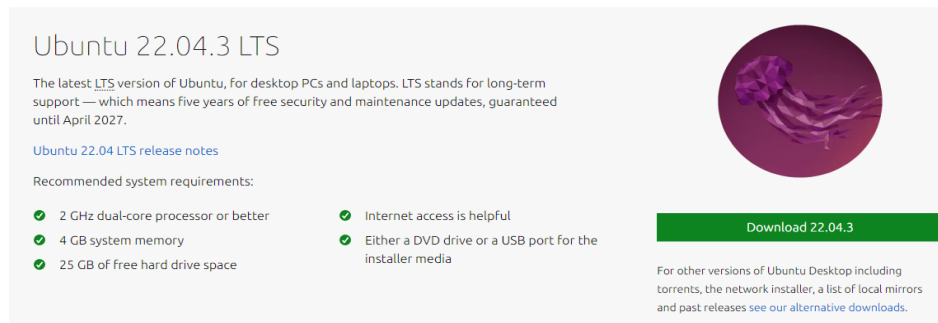 Ubuntu 22.04.3 LTS
The latest LTS version of Ubuntu, for desktop PCs and laptops. LTS stands for long-term
support — which means five years of free security and maintenance updates, guaranteed
until April 2027.
Ubuntu 22.04 LTS release notes
Recommended system requirements:
2 GHz dual-core processor or better
4 GB system memory
25 GB of free hard drive space
Internet access is helpful
Either a DVD drive or a USB port for the
installer media
Download 22.04.3
For other versions of Ubuntu Desktop including
torrents, the network installer, a list of local mirrors
and past releases see our alternative downloads.